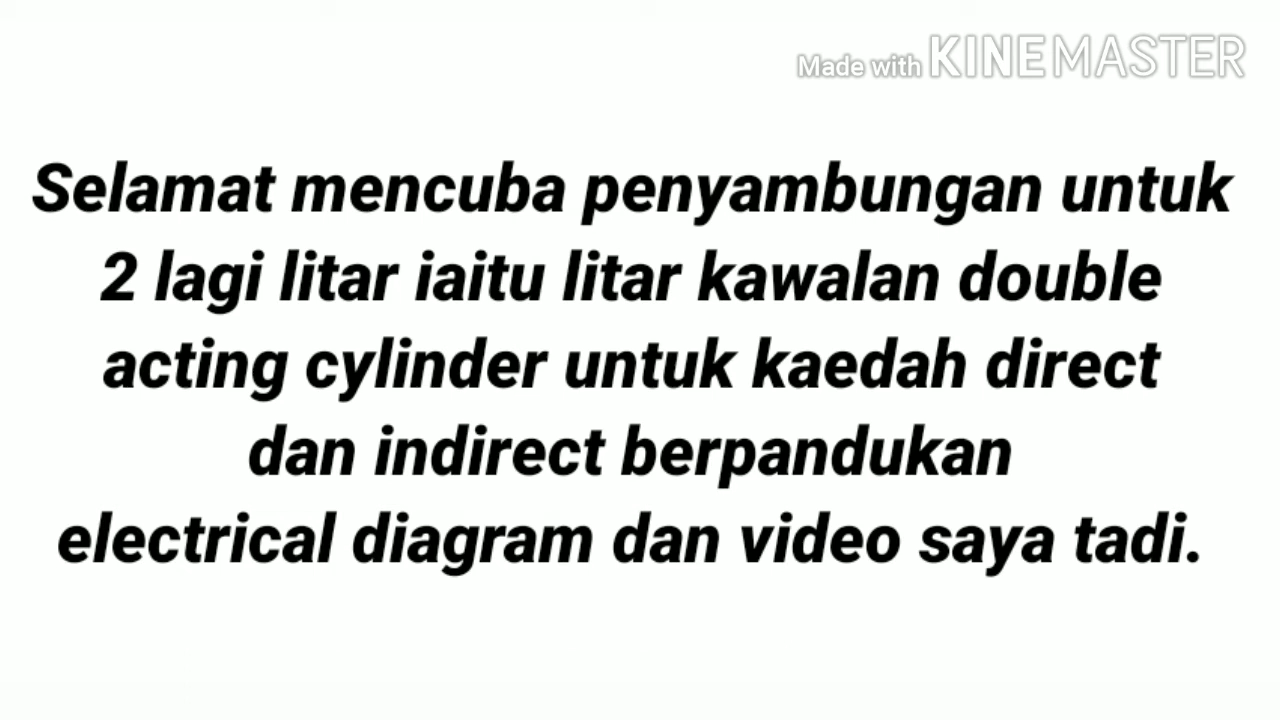 Made with KINEMASTER
Selamat mencuba penyambungan untuk
2 lagi litar iaitu litar kawalan double
acting cylinder untuk kaedah direct
dan indirect berpandukan
electrical diagram dan video saya tadi.